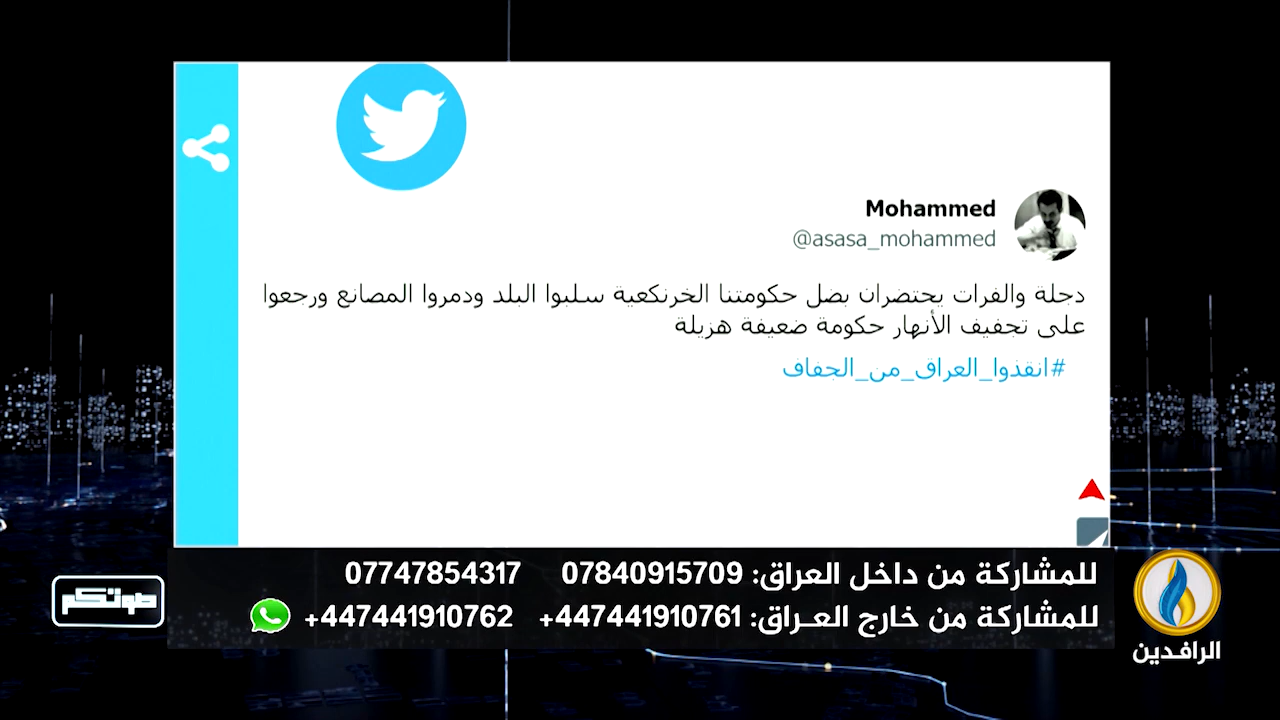 Mohammed
@asasa_mohammed
دجلة والفرات يحتضران بضل حكومتنا الخرنكعية سلبوا البلد ودمروا المصانع ورجعوا
على تجفيف الأنهار حكومة ضعيفة هزيلة
#انقذوا_العراق_من_الجفاف
للمشاركة من داخل العراق: 07840915709 07747854317
للمشاركة من خارج العـراق: 447441910761+ 447441910762+
صوتكم
الرافدين